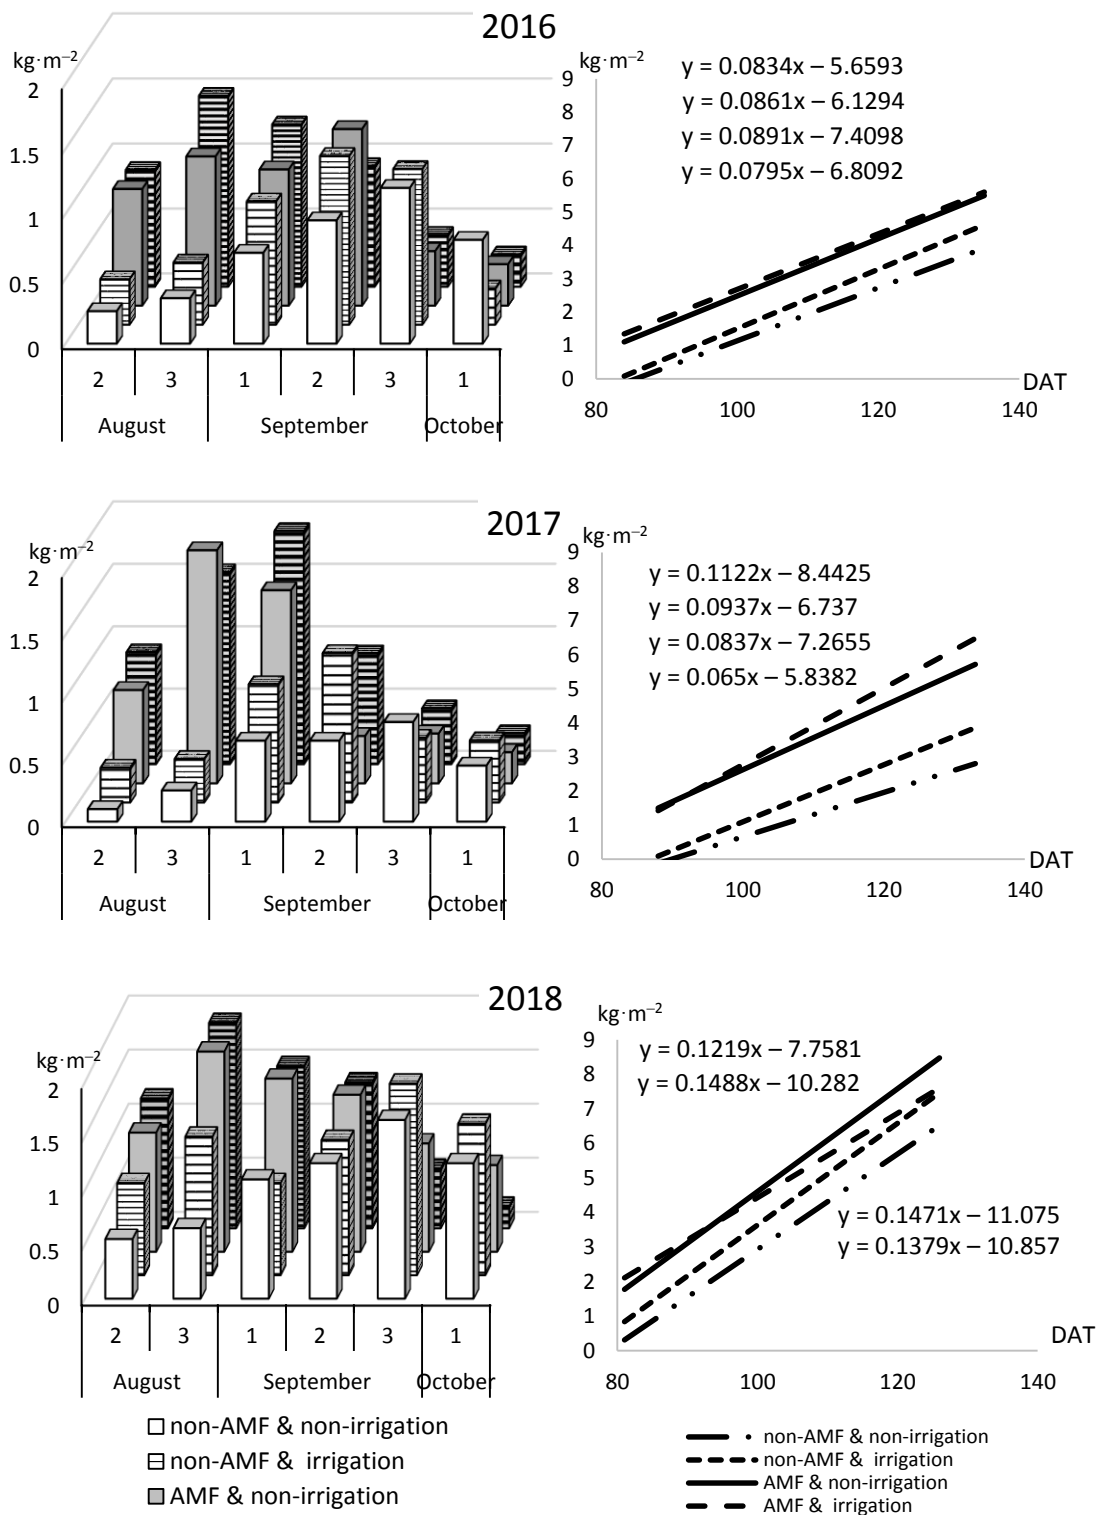 2016
kg·m⁻²
2
1.5
1
0.5
0
2 3 1 2 3 1
August September October
kg·m⁻²
9
8
7
6
5
4
3
2
1
0
y = 0.0834x – 5.6593
y = 0.0861x – 6.1294
y = 0.0891x – 7.4098
y = 0.0795x – 6.8092
DAT
80 100 120 140
2017
kg·m⁻²
2
1.5
1
0.5
0
2 3 1 2 3 1
August September October
kg·m⁻²
9
8
7
6
5
4
3
2
1
0
y = 0.1122x – 8.4425
y = 0.0937x – 6.737
y = 0.0837x – 7.2655
y = 0.065x – 5.8382
DAT
80 100 120 140
2018
kg·m⁻²
2
1.5
1
0.5
0
2 3 1 2 3 1
August September October
non-AMF & non-irrigation
non-AMF & irrigation
AMF & non-irrigation
kg·m⁻²
9
8
7
6
5
4
3
2
1
0
y = 0.1219x – 7.7581
y = 0.1488x – 10.282
y = 0.1471x – 11.075
y = 0.1379x – 10.857
DAT
80 100 120 140
non-AMF & non-irrigation
non-AMF & irrigation
AMF & non-irrigation
AMF & irrigation